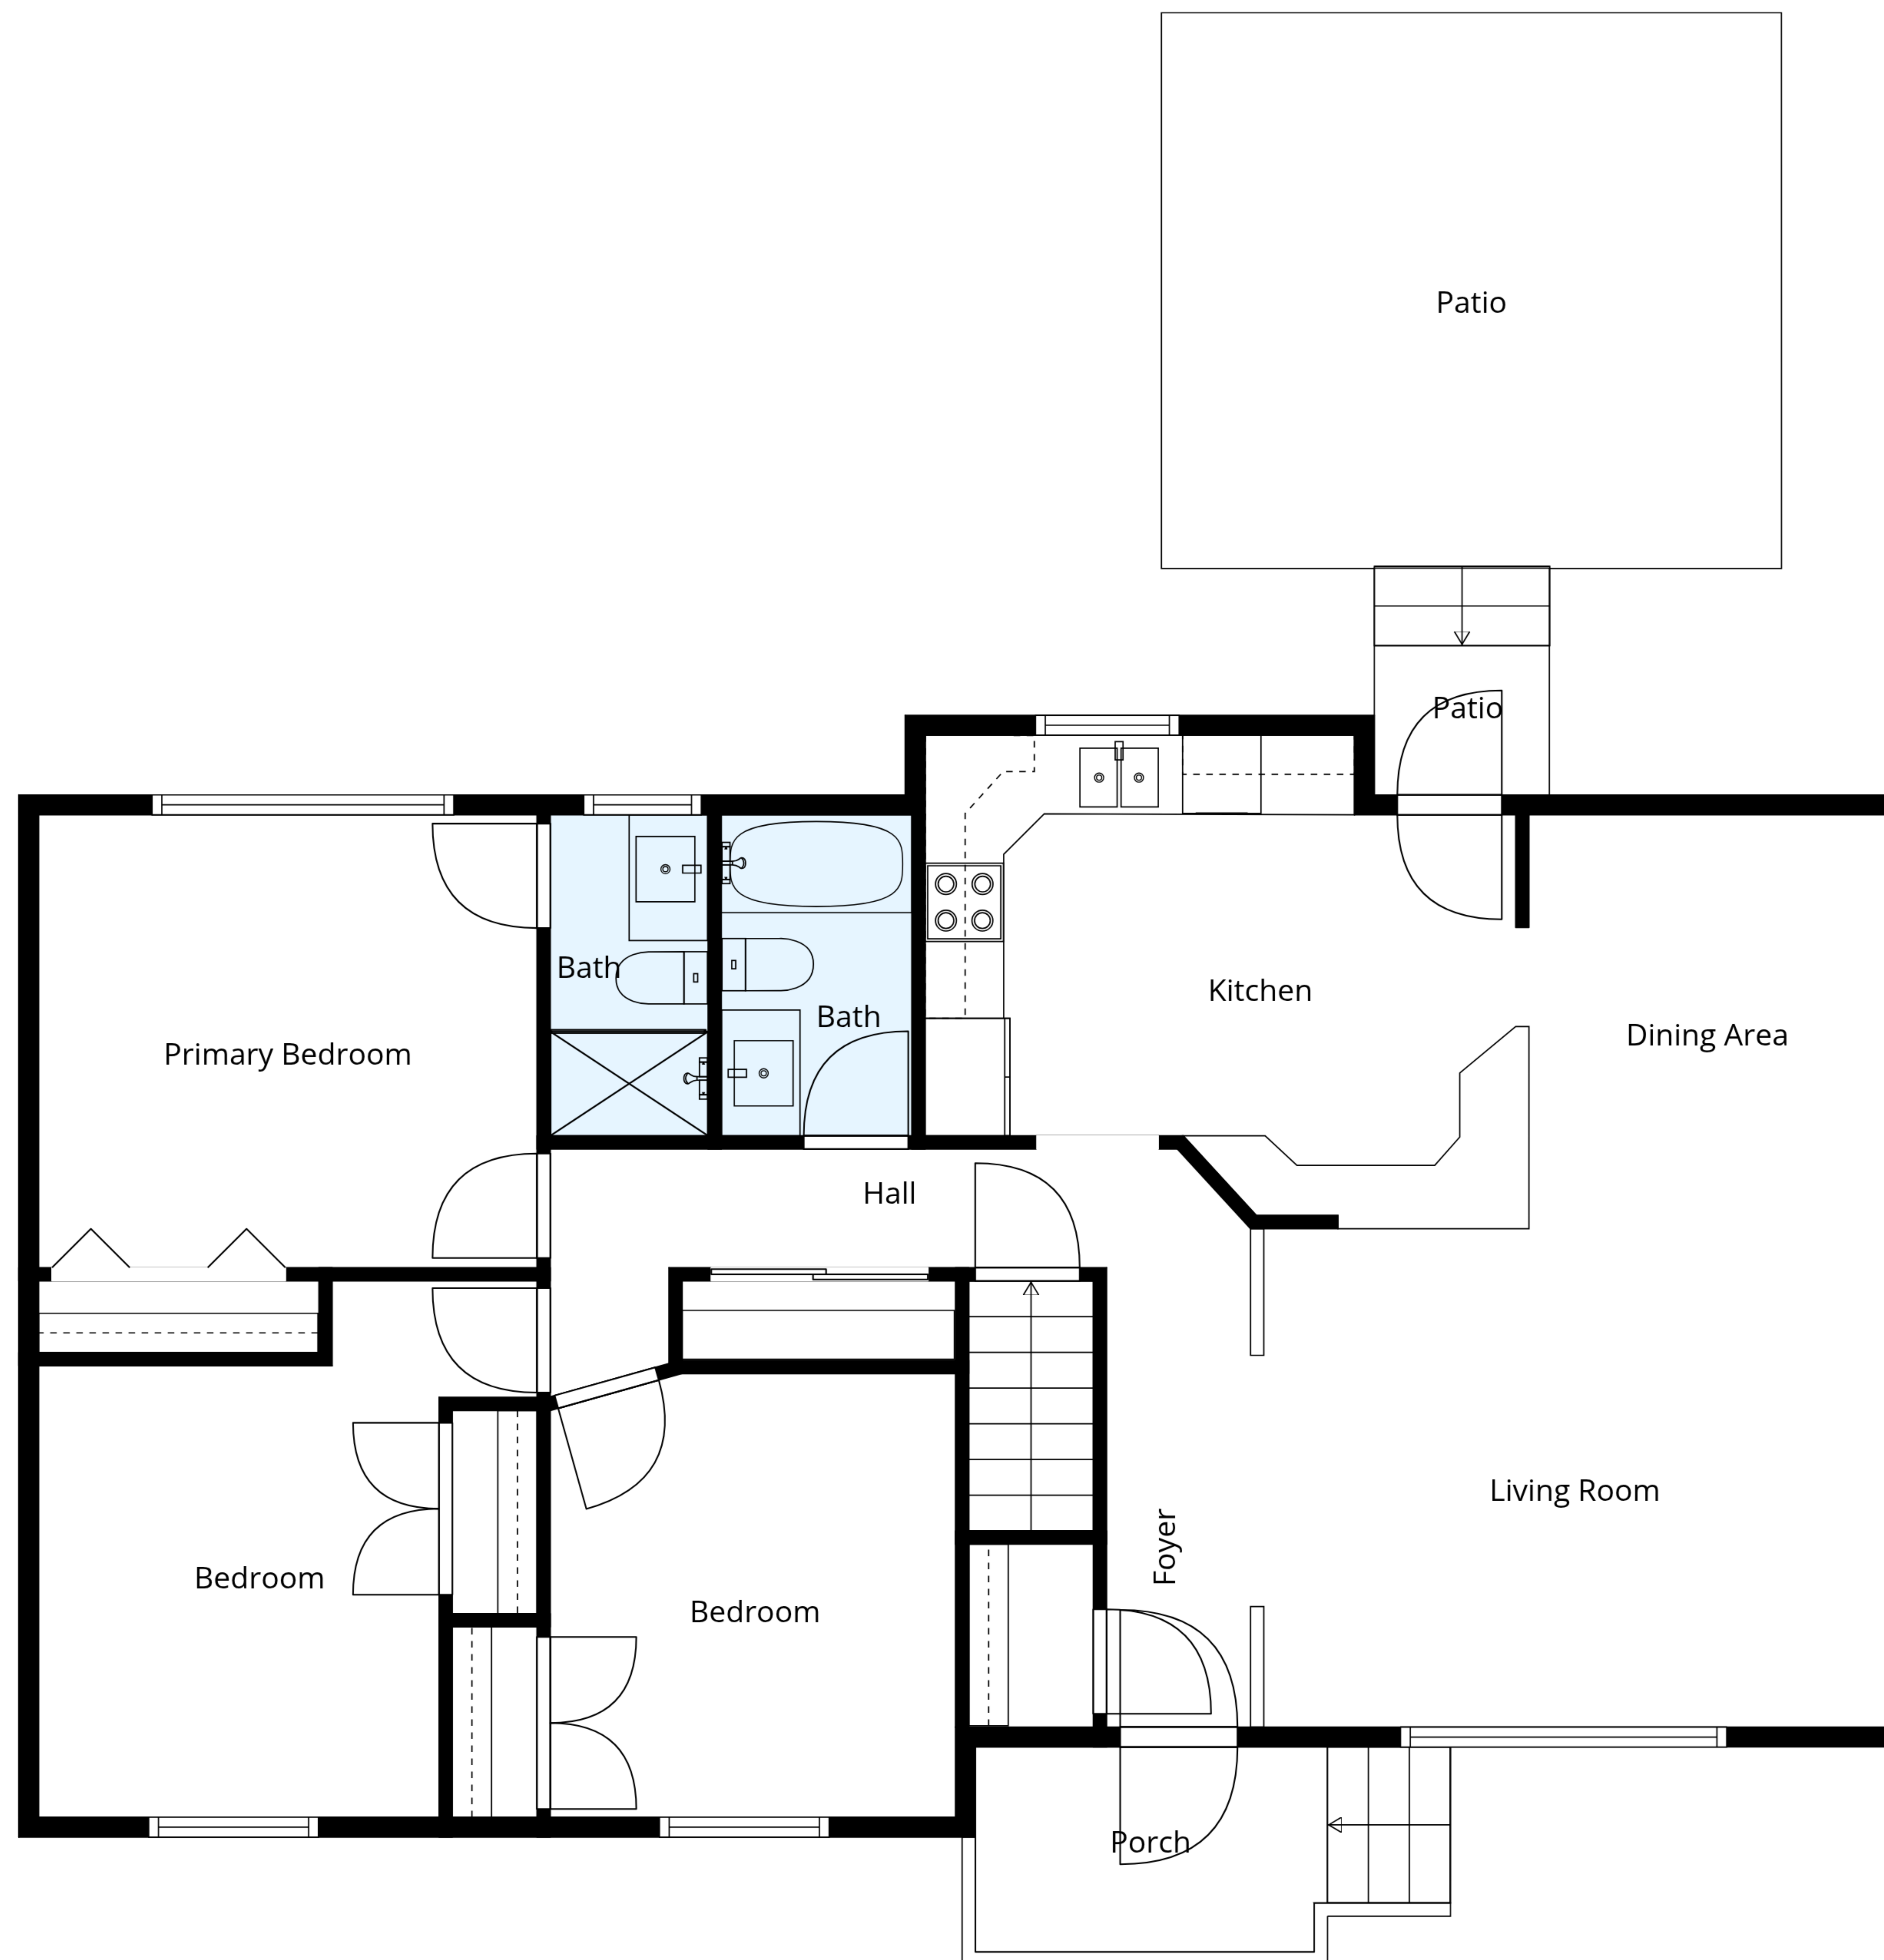 Patio
Patio
Bath
Kitchen
Bath
Dining Area
Primary Bedroom
Hall
Living Room
Foyer
Bedroom
Bedroom
Porch